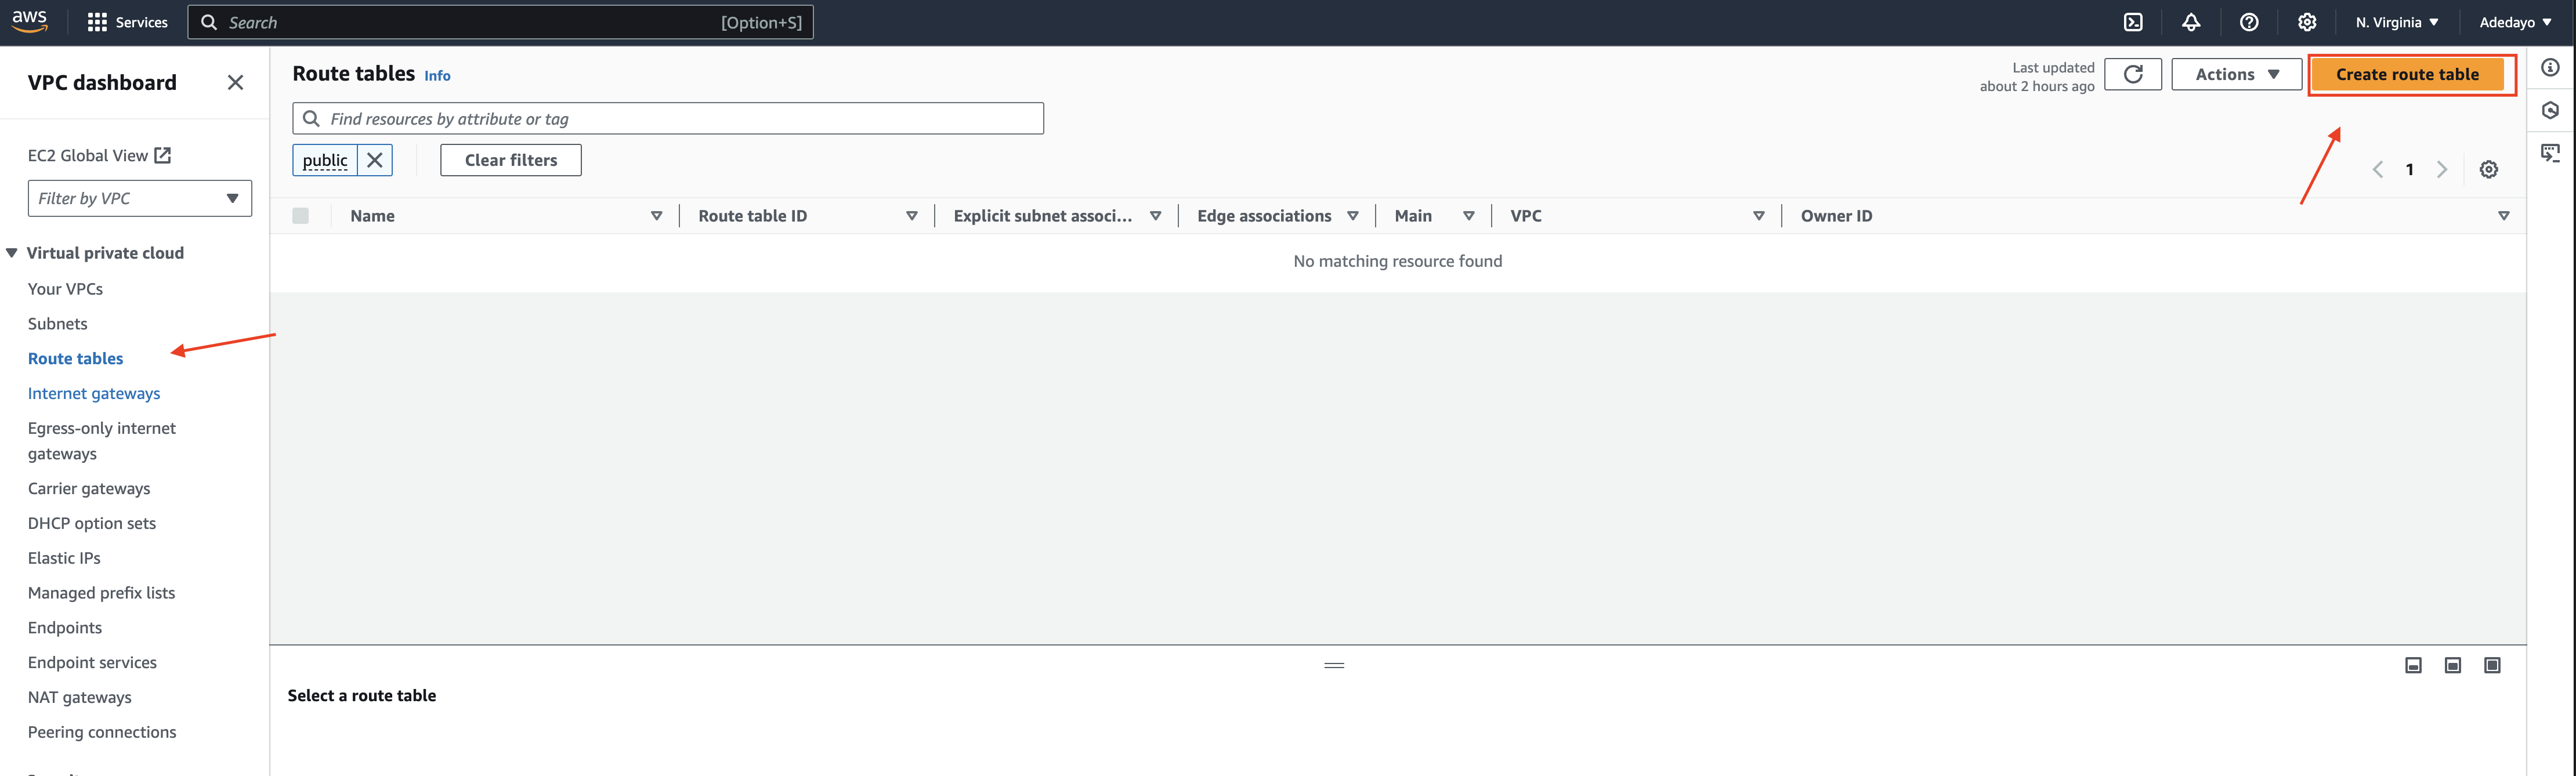 aws
Services
Search
[Option+S]
N. Virginia
Adedayo
VPC dashboard
EC2 Global View
Filter by VPC
Virtual private cloud
Your VPCs
Subnets
Route tables
Internet gateways
Egress-only internet
gateways
Carrier gateways
DHCP option sets
Elastic IPs
Managed prefix lists
Endpoints
Endpoint services
NAT gateways
Peering connections
Route tables Info
Last updated
about 2 hours ago
Actions
Create route table
Find resources by attribute or tag
public
Clear filters
1
Name
Route table ID
Explicit subnet associ...
Edge associations
Main
VPC
Owner ID
No matching resource found
Select a route table